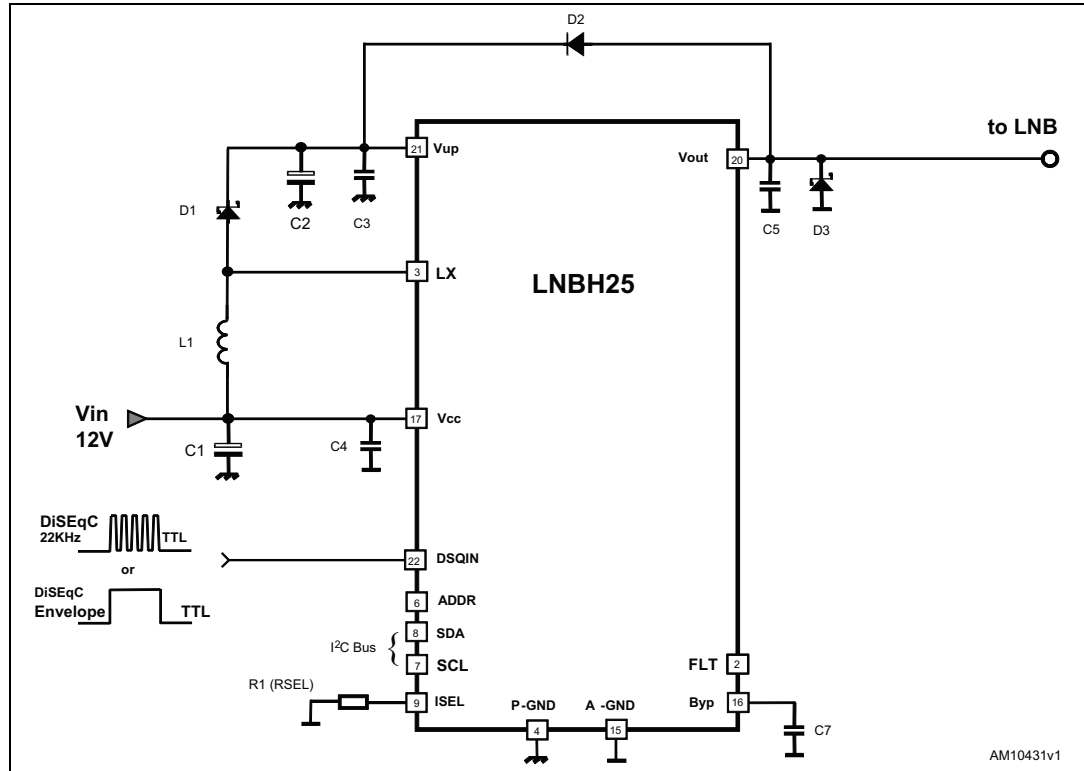 D2
to LNB
21 Vup
Vout 20
D1
C2
C3
C5
D3
3 LX
LNBH25
L1
Vin
12V
17 Vcc
C1
C4
DiSEqC
22KHz
TTL
or
22 DSQIN
DiSEqC
Envelope
TTL
6 ADDR
8 SDA
I²C Bus {
7 SCL
FLT 2
R1 (RSEL)
9 ISEL
P-GND
A -GND
Byp 16
4
15
C7
AM10431v1